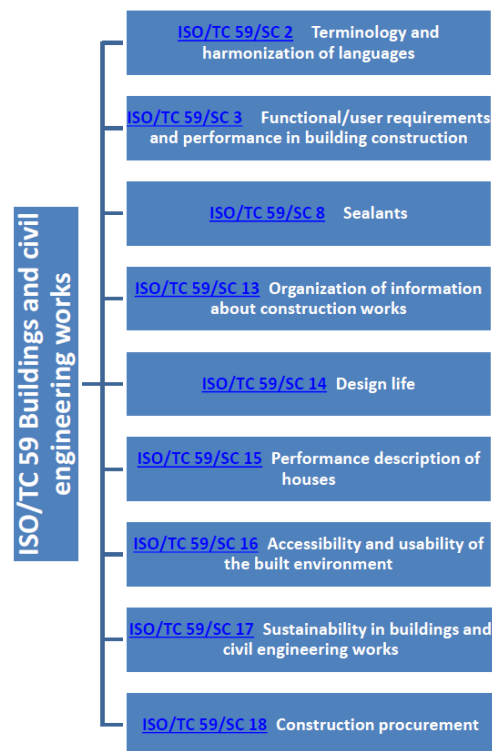 ISO/TC 59 Buildings and civil
engineering works
ISO/TC 59/SC 2 Terminology and
harmonization of languages
ISO/TC 59/SC 3 Functional/user requirements
and performance in building construction
ISO/TC 59/SC 8 Sealants
ISO/TC 59/SC 13 Organization of information
about construction works
ISO/TC 59/SC 14 Design life
ISO/TC 59/SC 15 Performance description of
houses
ISO/TC 59/SC 16 Accessibility and usability of
the built environment
ISO/TC 59/SC 17 Sustainability in buildings and
civil engineering works
ISO/TC 59/SC 18 Construction procurement